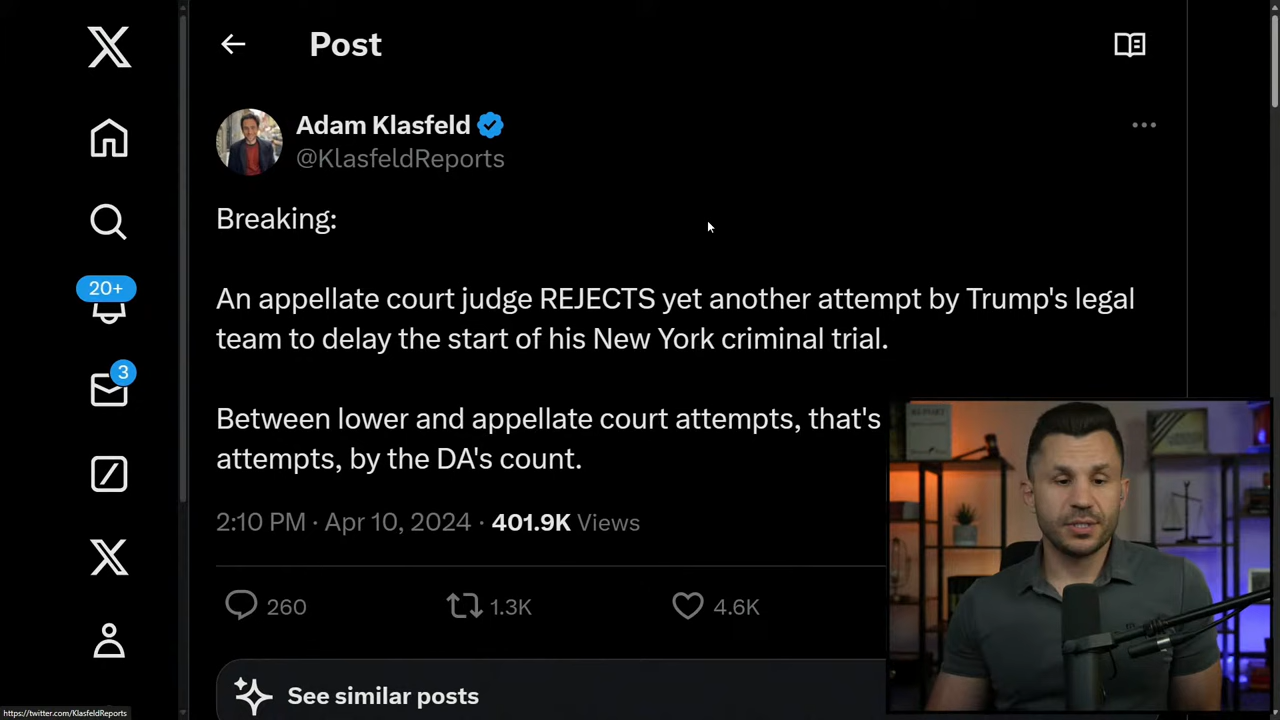 Post
Adam Klasfeld
@KlasfeldReports
Breaking:
An appellate court judge REJECTS yet another attempt by Trump's legal
team to delay the start of his New York criminal trial.
Between lower and appellate court attempts, that's
attempts, by the DA's count.
2:10 PM · Apr 10, 2024 · 401.9K Views
20+
3
260
1.3K
4.6K
See similar posts
https://twitter.com/KlasfeldReports